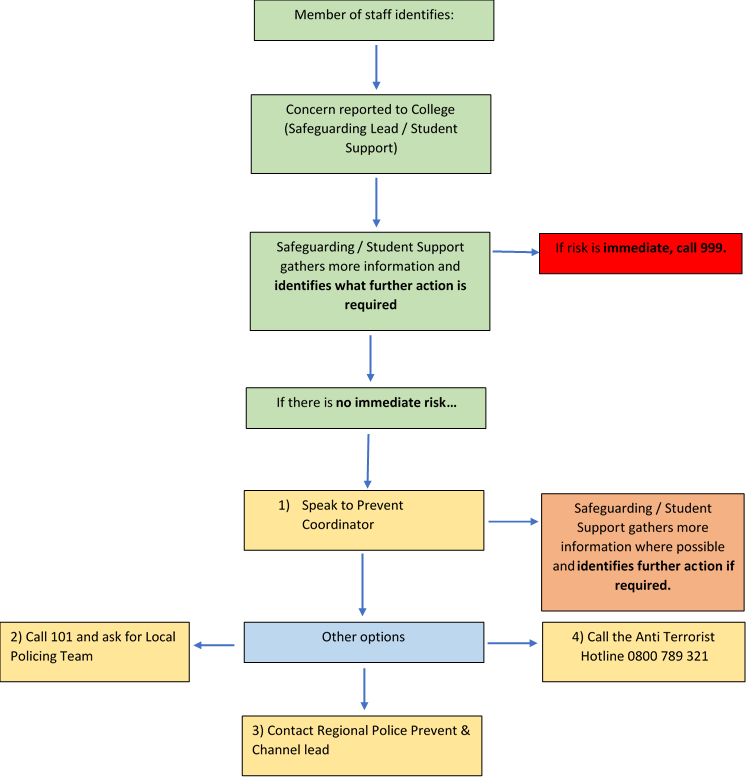 Member of staff identifies:
Concern reported to College
(Safeguarding Lead / Student
Support)
Safeguarding / Student Support
gathers more information and
identifies what further action is
required
If risk is immediate, call 999.
If there is no immediate risk…
1) Speak to Prevent
Coordinator
Safeguarding / Student
Support gathers more
information where possible
and identifies further action if
required.
Other options
2) Call 101 and ask for Local
Policing Team
4) Call the Anti Terrorist
Hotline 0800 789 321
3) Contact Regional Police Prevent &
Channel lead